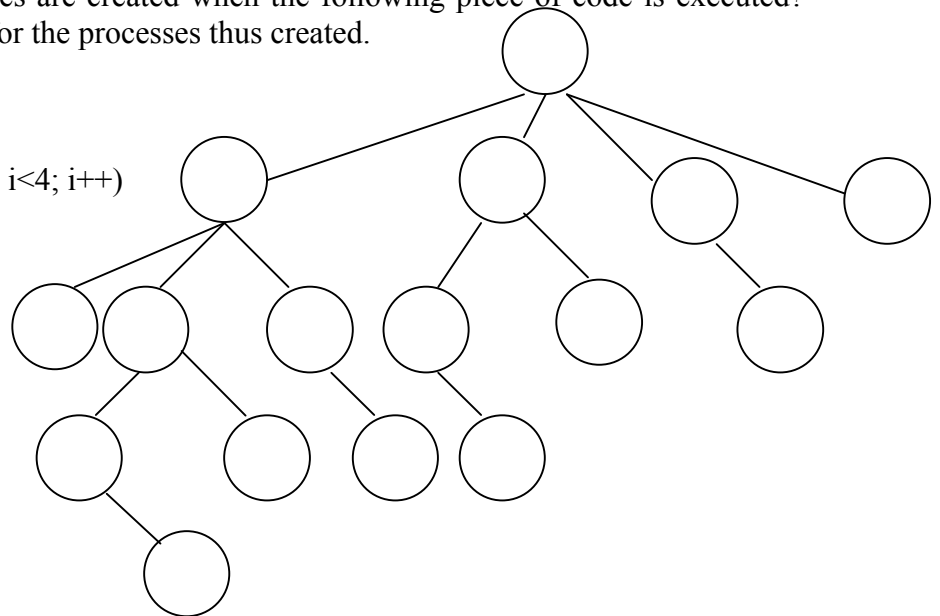 es are created when the following piece of code is executed?
or the processes thus created.
i<4; i++)